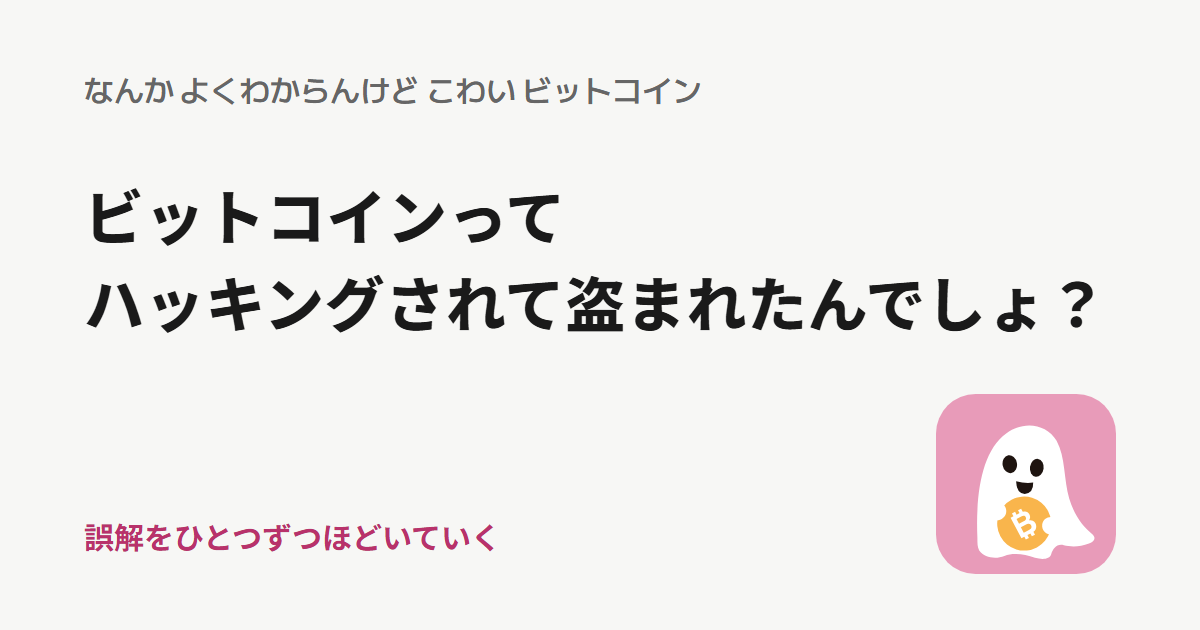 なんか よくわからんけど こわい ビットコイン
ビットコインって
ハッキングされて盗まれたんでしょ？
誤解をひとつずつほどいていく